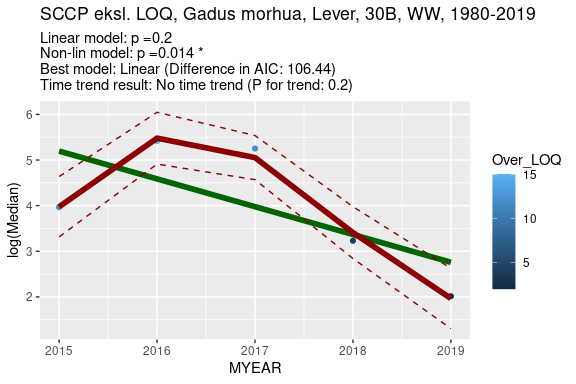 SCCP eksl. LOQ, Gadus morhua, Lever, 30B, WW, 1980-2019
Linear model: p =0.2
Non-lin model: p =0.014 *
Best model: Linear (Difference in AIC: 106.44)
Time trend result: No time trend (P for trend: 0.2)
6
5
4
3
2
log(Median)
2015 2016 2017 2018 2019
MYEAR
Over_LOQ
15
10
5